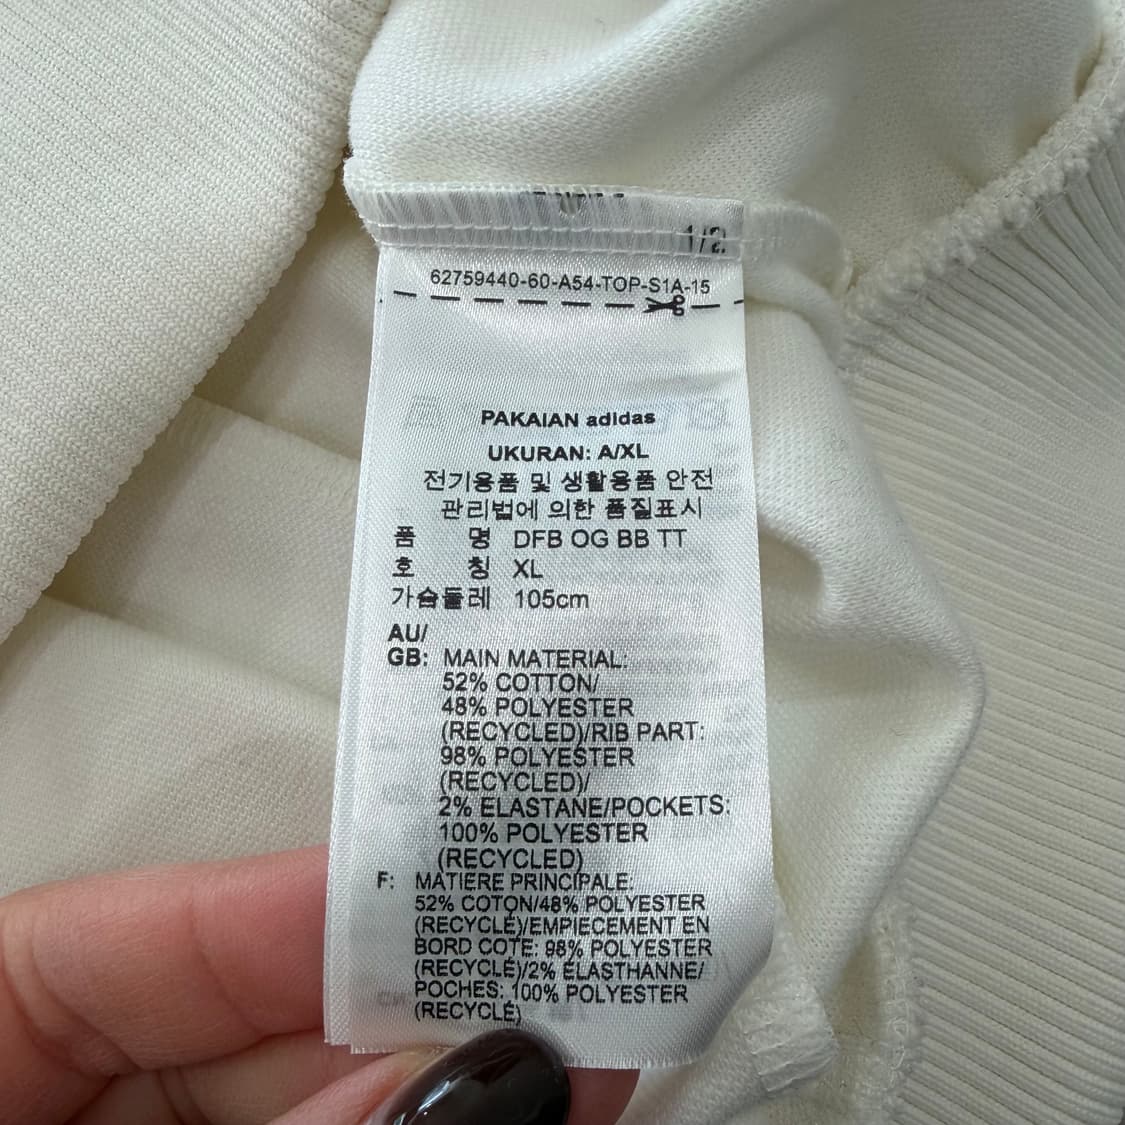 1/2
62759440-60-A54-TOP-S1A-15
PAKAIAN adidas
UKURAN: A/XL
전기용품 및 생활용품 안전
관리법에 의한 품질표시
품 명 DFB OG BB TT
호 칭 XL
가슴둘레 105cm
AU/
GB: MAIN MATERIAL:
52% COTTON/
48% POLYESTER
(RECYCLED)/RIB PART:
98% POLYESTER
(RECYCLED)/
2% ELASTANE/POCKETS:
100% POLYESTER
(RECYCLED)
F: MATIERE PRINCIPALE:
52% COTON/48% POLYESTER
(RECYCLÉ)/EMPIECEMENT EN
BORD COTE: 98% POLYESTER
(RECYCLÉ)/2% ÉLASTHANNE/
POCHES: 100% POLYESTER
(RECYCLÉ)